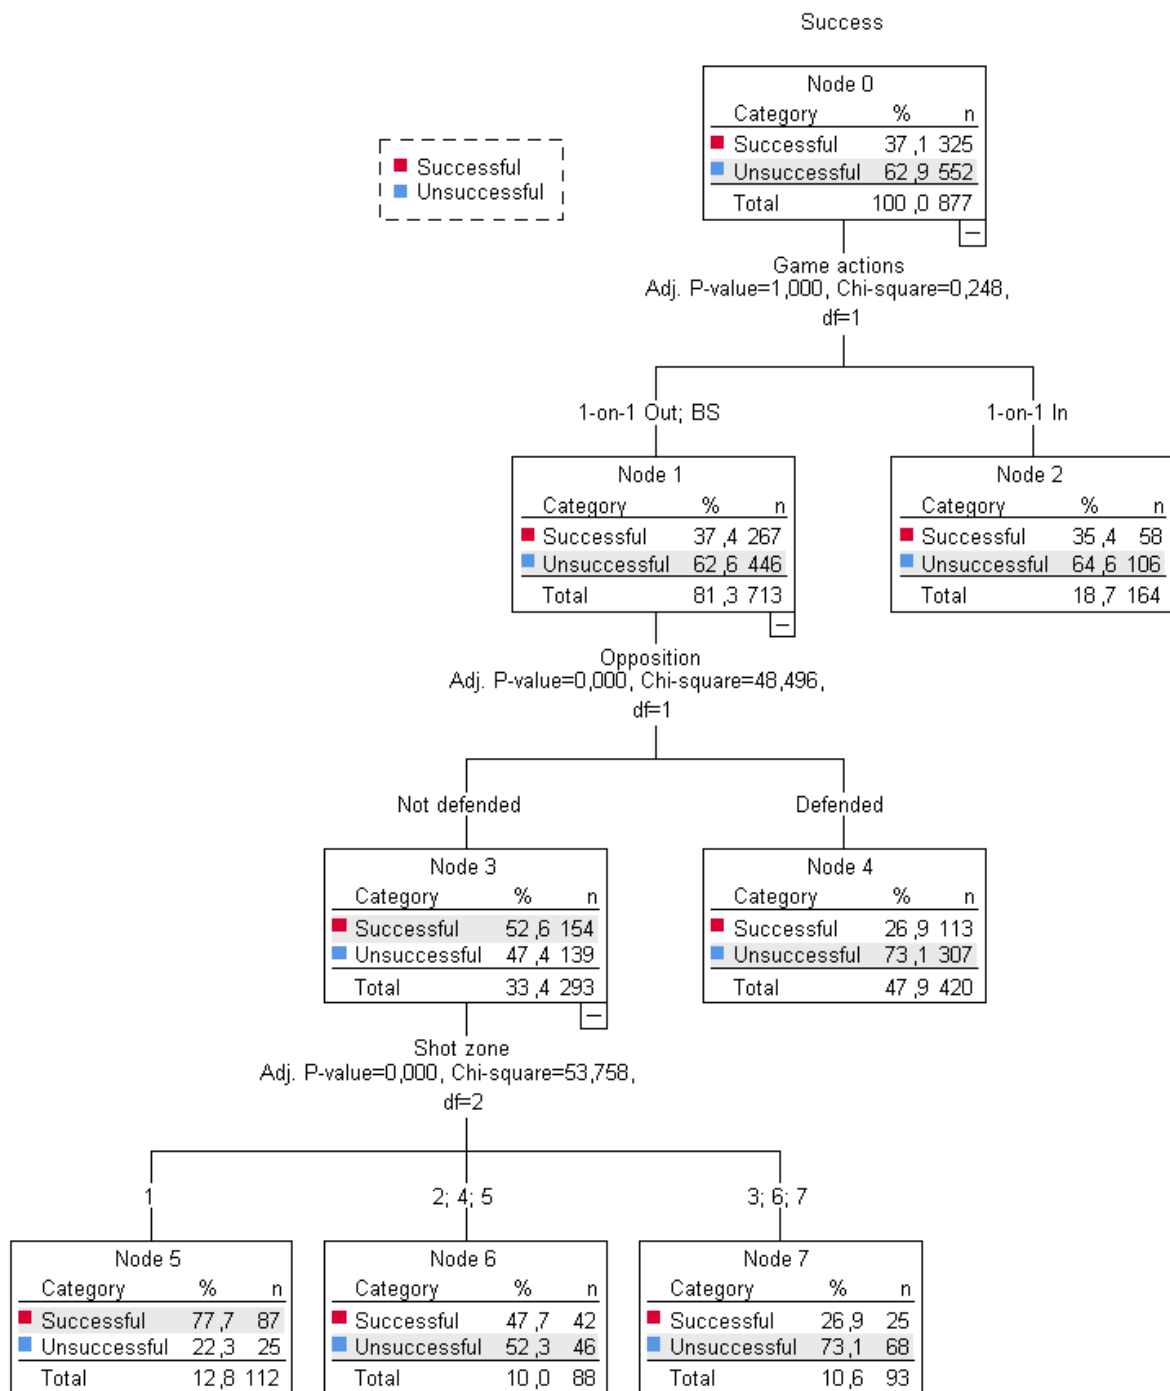 Success
Successful
Unsuccessful
Node 0
Category % n
Successful 37 ,1 325
Unsuccessful 62 ,9 552
Total 100 ,0 877
Game actions
Adj. P-value=1,000, Chi-square=0,248,
df=1
1-on-1 Out; BS
1-on-1 In
Node 1
Category % n
Successful 37 ,4 267
Unsuccessful 62 ,6 446
Total 81 ,3 713
Node 2
Category % n
Successful 35 ,4 58
Unsuccessful 64 ,6 106
Total 18 ,7 164
Opposition
Adj. P-value=0,000, Chi-square=48,496,
df=1
Not defended
Defended
Node 3
Category % n
Successful 52 ,6 154
Unsuccessful 47 ,4 139
Total 33 ,4 293
Node 4
Category % n
Successful 26 ,9 113
Unsuccessful 73 ,1 307
Total 47 ,9 420
Shot zone
Adj. P-value=0,000, Chi-square=53,758,
df=2
1
2; 4; 5
3; 6; 7
Node 5
Category % n
Successful 77,7 87
Unsuccessful 22,3 25
Total 12,8 112
Node 6
Category % n
Successful 47,7 42
Unsuccessful 52,3 46
Total 10,0 88
Node 7
Category % n
Successful 26,9 25
Unsuccessful 73,1 68
Total 10,6 93